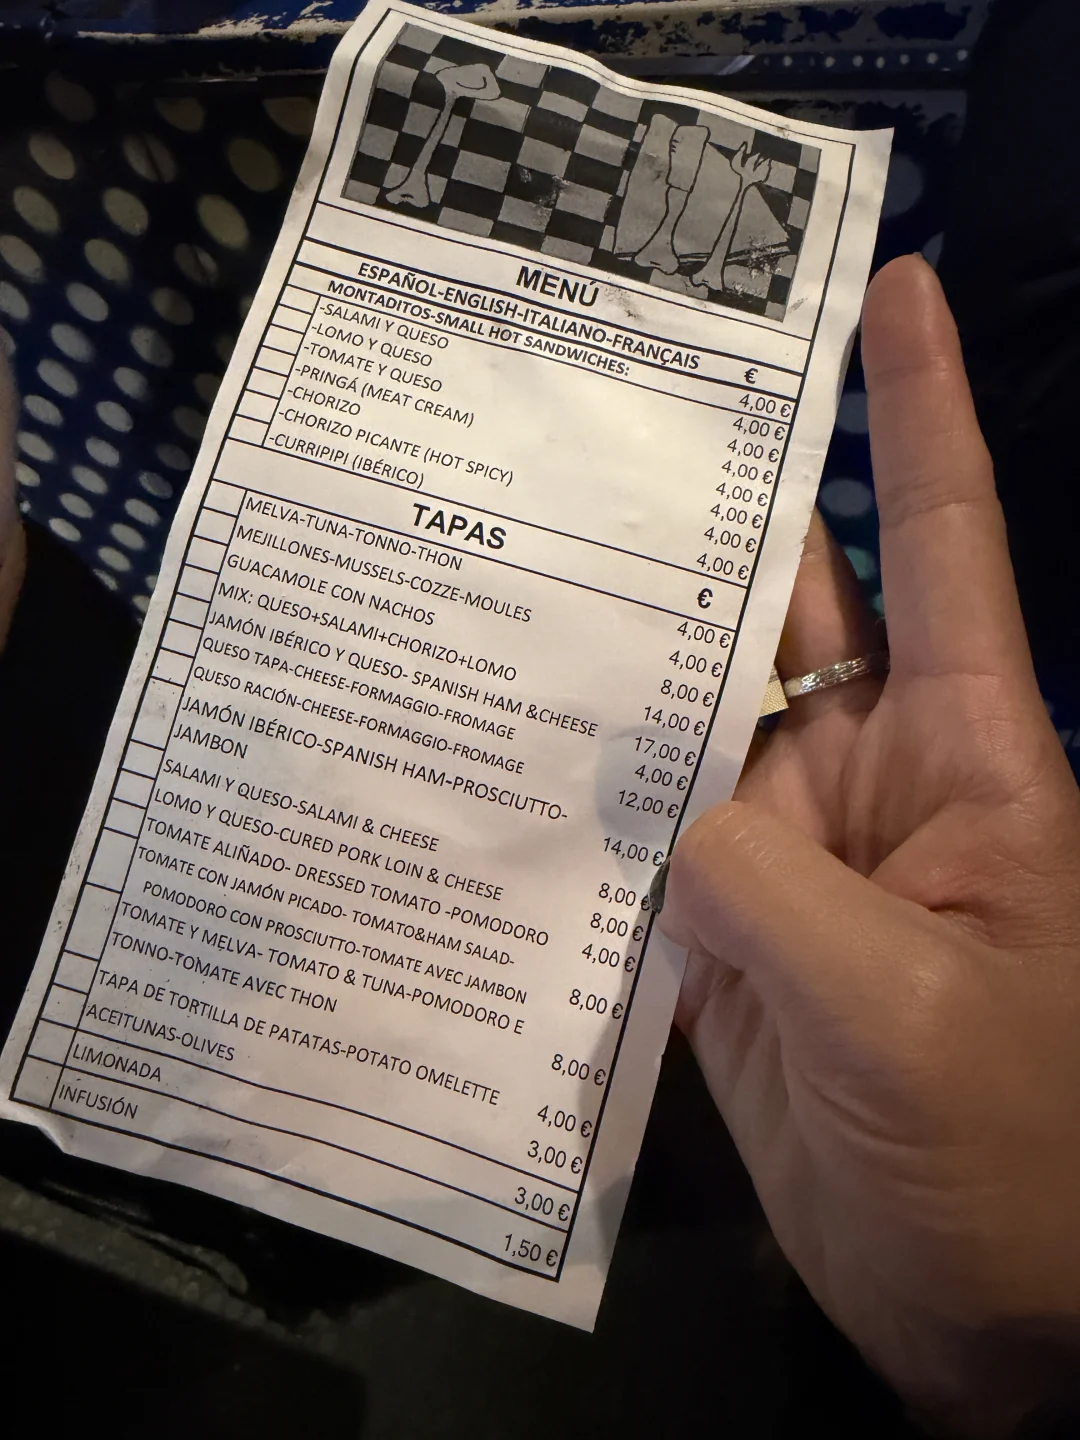 MENÚ
ESPAÑOL-ENGLISH-ITALIANO-FRANÇAIS €
MONTADITOS-SMALL HOT SANDWICHES:
-SALAMI Y QUESO 4,00 €
-LOMO Y QUESO 4,00 €
-TOMATE Y QUESO 4,00 €
-PRINGÁ (MEAT CREAM) 4,00 €
-CHORIZO 4,00 €
-CHORIZO PICANTE (HOT SPICY) 4,00 €
-CURRIPIPI (IBÉRICO) 4,00 €
4,00 €
TAPAS €
MELVA-TUNA-TONNO-THON 4,00 €
MEJILLONES-MUSSELS-COZZE-MOULES 4,00 €
GUACAMOLE CON NACHOS 8,00 €
MIX: QUESO+SALAMI+CHORIZO+LOMO 14,00 €
JAMÓN IBÉRICO Y QUESO- SPANISH HAM &CHEESE 17,00 €
QUESO TAPA-CHEESE-FORMAGGIO-FROMAGE 4,00 €
QUESO RACIÓN-CHEESE-FORMAGGIO-FROMAGE 12,00 €
JAMÓN IBÉRICO-SPANISH HAM-PROSCIUTTO-
JAMBON 14,00 €
SALAMI Y QUESO-SALAMI & CHEESE 8,00 €
LOMO Y QUESO-CURED PORK LOIN & CHEESE 8,00 €
TOMATE ALIÑADO- DRESSED TOMATO -POMODORO 4,00 €
TOMATE CON JAMÓN PICADO- TOMATO&HAM SALAD-
POMODORO CON PROSCIUTTO-TOMATE AVEC JAMBON 8,00 €
TOMATE Y MELVA- TOMATO & TUNA-POMODORO E
TONNO-TOMATE AVEC THON 8,00 €
TAPA DE TORTILLA DE PATATAS-POTATO OMELETTE 4,00 €
ACEITUNAS-OLIVES 3,00 €
LIMONADA 3,00 €
INFUSIÓN 1,50 €